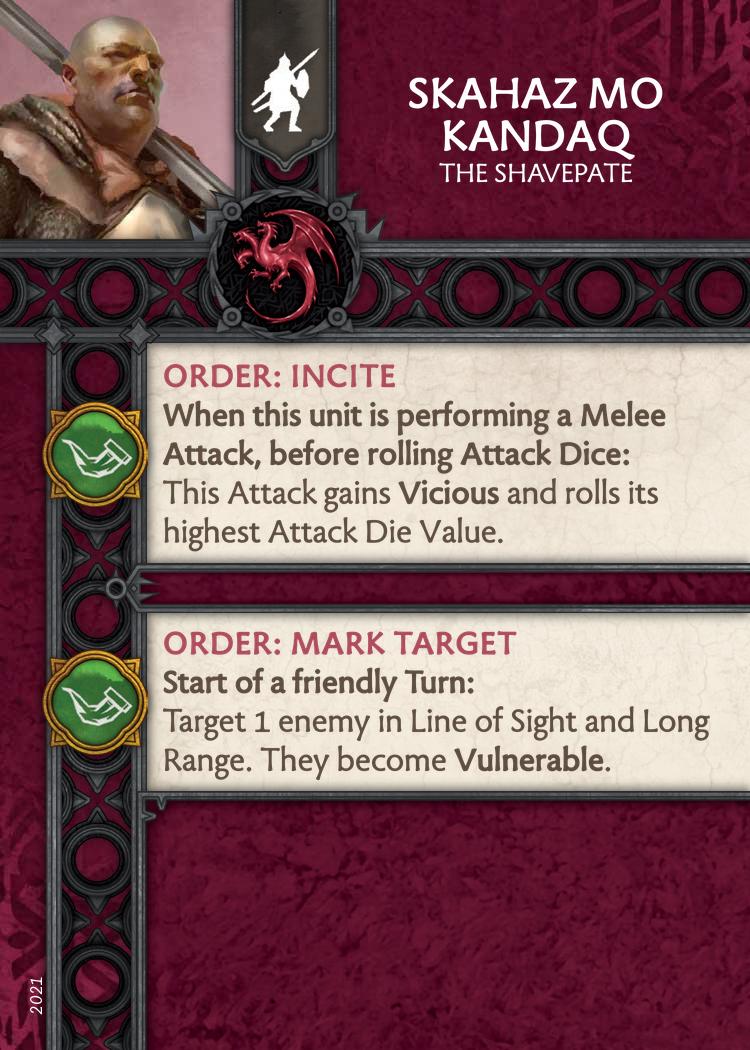 SKAHAZ MO
KANDAQ
THE SHAVEPATE
ORDER: INCITE
When this unit is performing a Melee
Attack, before rolling Attack Dice:
This Attack gains Vicious and rolls its
highest Attack Die Value.
ORDER: MARK TARGET
Start of a friendly Turn:
Target 1 enemy in Line of Sight and Long
Range. They become Vulnerable.
2021